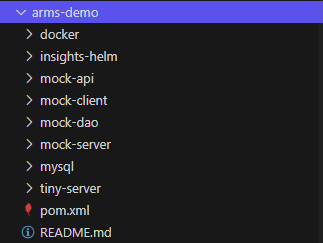 arms-demo
docker
insights-helm
mock-api
mock-client
mock-dao
mock-server
mysql
tiny-server
pom.xml
README.md